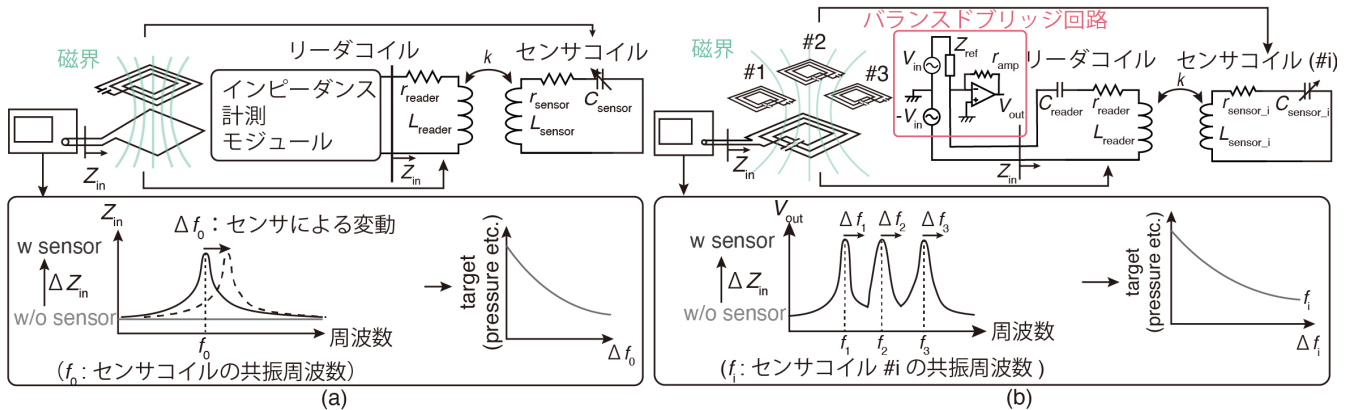 磁界
リーダコイル
センサコイル
インピーダンス
計測
モジュール
r_reader
L_reader
k
r_sensor
L_sensor
C_sensor
Z_in
Z_in
Z_in
Δf_0：センサによる変動
w sensor
ΔZ_in
w/o sensor
f_0
周波数
target
(pressure etc.)
Δf_0
（f_0：センサコイルの共振周波数）
(a)
バランスドブリッジ回路
磁界
#1
#2
#3
V_in
-V_in
Z_ref
r_amp
V_out
リーダコイル
センサコイル (#i)
C_reader
r_reader
L_reader
k
r_sensor_i
L_sensor_i
C_sensor_i
Z_in
Z_in
V_out
Δf_1
Δf_2
Δf_3
w sensor
ΔZ_in
w/o sensor
f_1
f_2
f_3
周波数
target
(pressure etc.)
f_i
Δf_i
(f_i：センサコイル #i の共振周波数 )
(b)